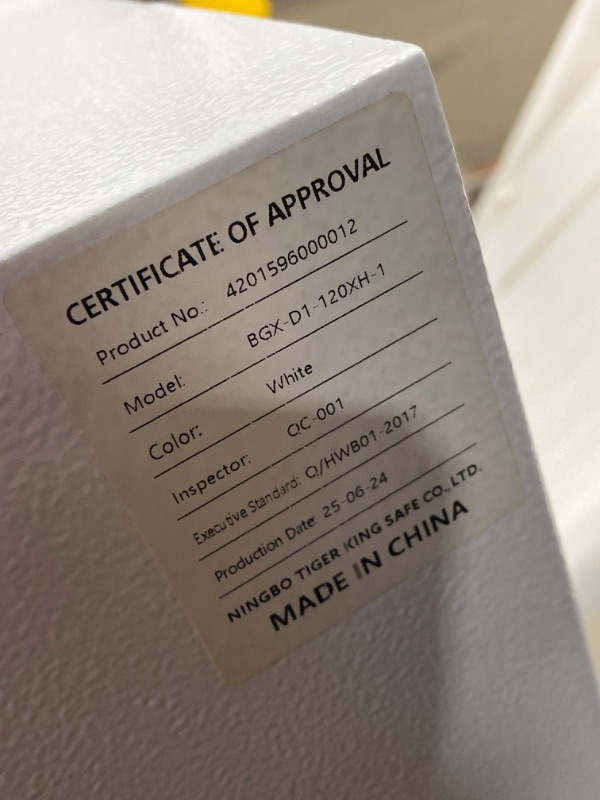 CERTIFICATE OF APPROVAL
Product No.: 4201596000012
Model: BGX-D1-120XH-1
Color: White
Inspector: QC-001
Executive Standard: Q/HWB01-2017
Production Date: 25-06-24
NINGBO TIGER KING SAFE CO.,LTD.
MADE IN CHINA